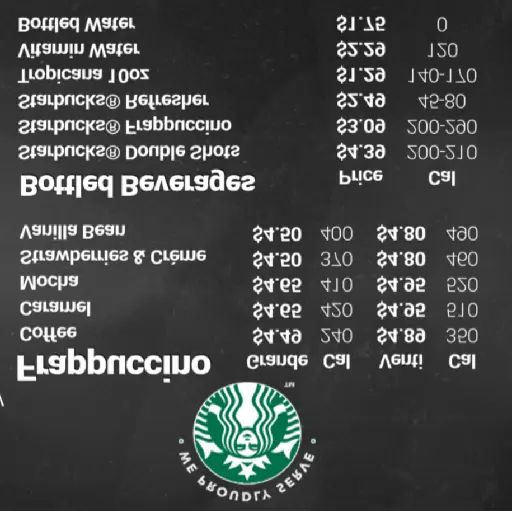 WE PROUDLY SERVE
TM
Frappuccino Grande Cal Venti Cal
Coffee $4.49 240 $4.89 350
Caramel $4.65 420 $4.95 510
Mocha $4.65 410 $4.95 520
Strawberries & Crème $4.50 370 $4.80 460
Vanilla Bean $4.50 400 $4.80 490
Bottled Beverages Price Cal
Starbucks® Double Shots $4.39 200-210
Starbucks® Frappuccino $3.09 200-290
Starbucks® Refresher $2.49 45-80
Tropicana 10oz $1.29 140-170
Vitamin Water $2.29 120
Bottled Water $1.75 0